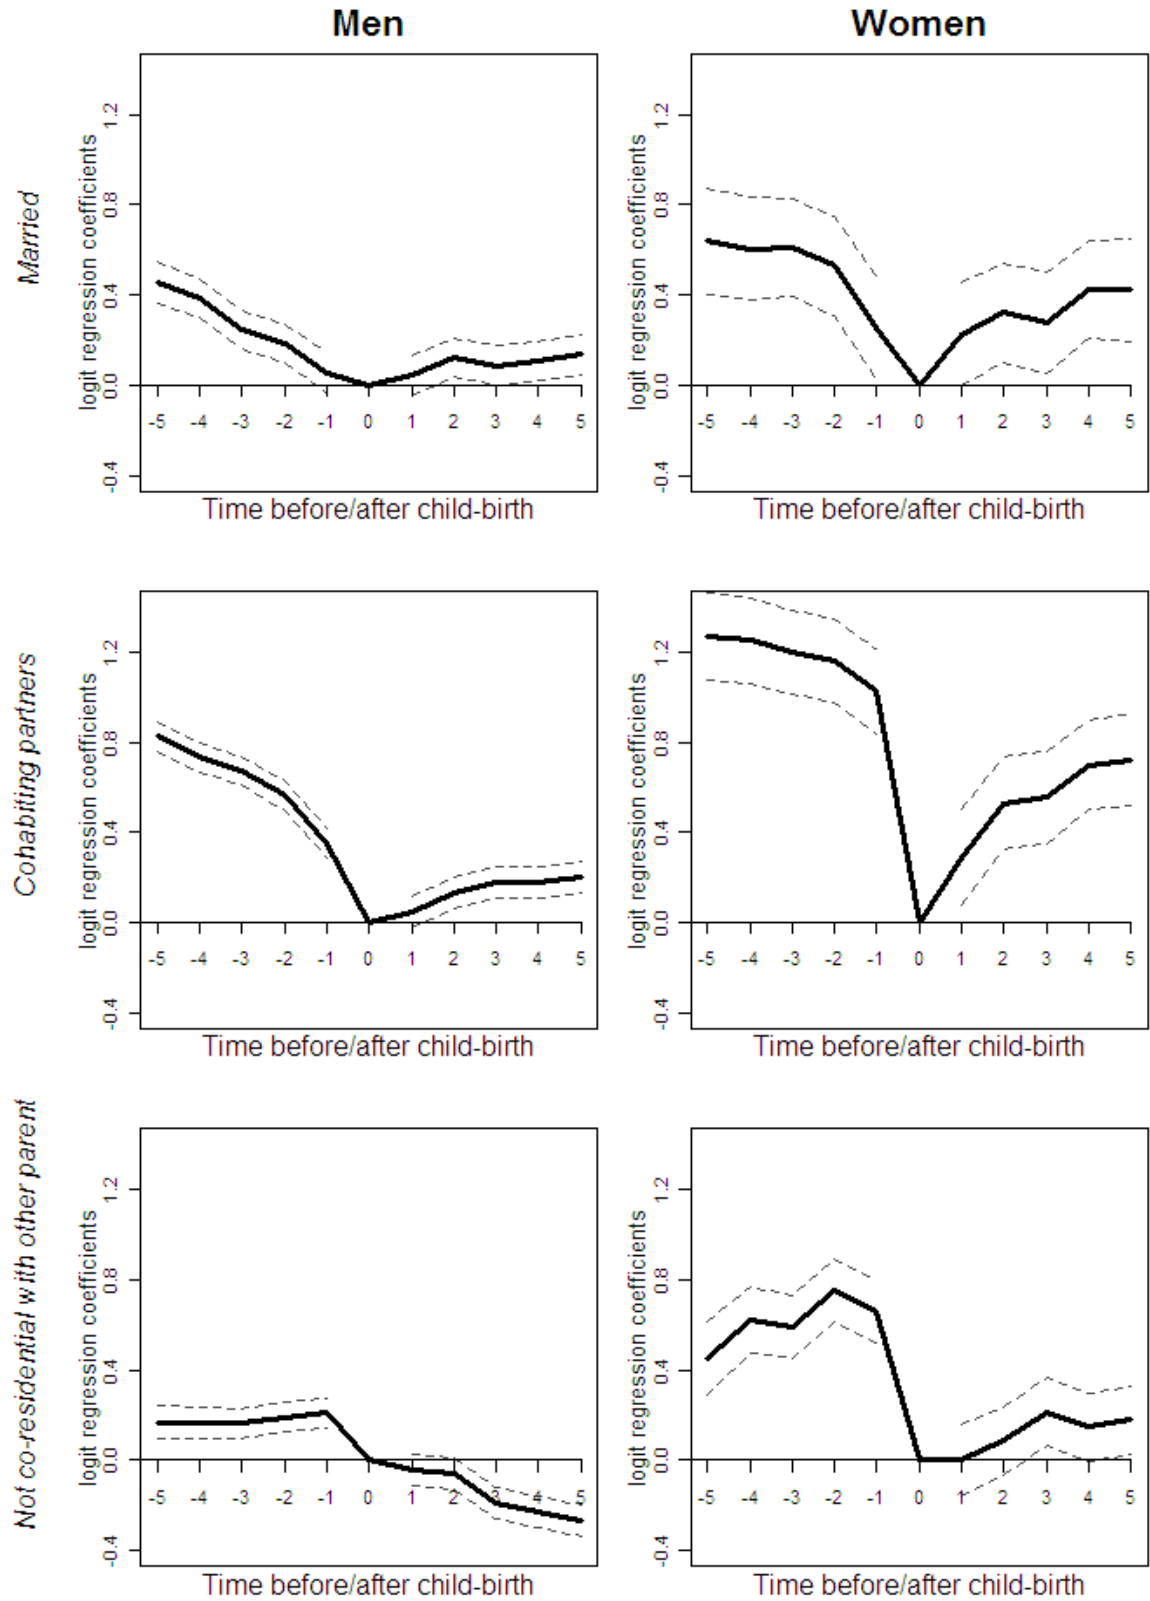 Men
Women
Married
logit regression coefficients
-0.4 0.0 0.4 0.8 1.2
-5 -4 -3 -2 -1 0 1 2 3 4 5
Time before/after child-birth
logit regression coefficients
-0.4 0.0 0.4 0.8 1.2
-5 -4 -3 -2 -1 0 1 2 3 4 5
Time before/after child-birth
Cohabiting partners
logit regression coefficients
-0.4 0.0 0.4 0.8 1.2
-5 -4 -3 -2 -1 0 1 2 3 4 5
Time before/after child-birth
logit regression coefficients
-0.4 0.0 0.4 0.8 1.2
-5 -4 -3 -2 -1 0 1 2 3 4 5
Time before/after child-birth
Not co-residential with other parent
logit regression coefficients
-0.4 0.0 0.4 0.8 1.2
-5 -4 -3 -2 -1 0 1 2 3 4 5
Time before/after child-birth
logit regression coefficients
-0.4 0.0 0.4 0.8 1.2
-5 -4 -3 -2 -1 0 1 2 3 4 5
Time before/after child-birth